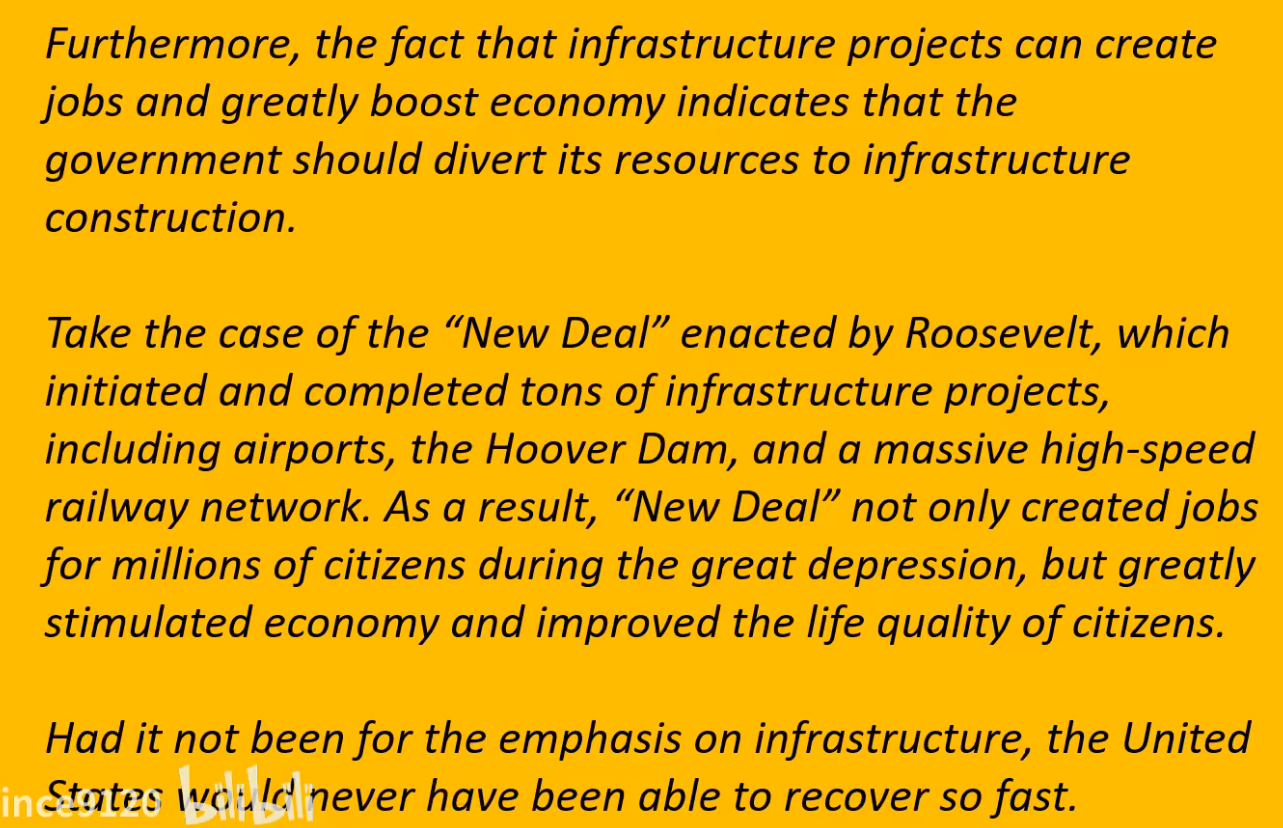 Furthermore, the fact that infrastructure projects can create
jobs and greatly boost economy indicates that the
government should divert its resources to infrastructure
construction.
Take the case of the “New Deal” enacted by Roosevelt, which
initiated and completed tons of infrastructure projects,
including airports, the Hoover Dam, and a massive high-speed
railway network. As a result, “New Deal” not only created jobs
for millions of citizens during the great depression, but greatly
stimulated economy and improved the life quality of citizens.
Had it not been for the emphasis on infrastructure, the United
States would never have been able to recover so fast.
ince9120 bilibili